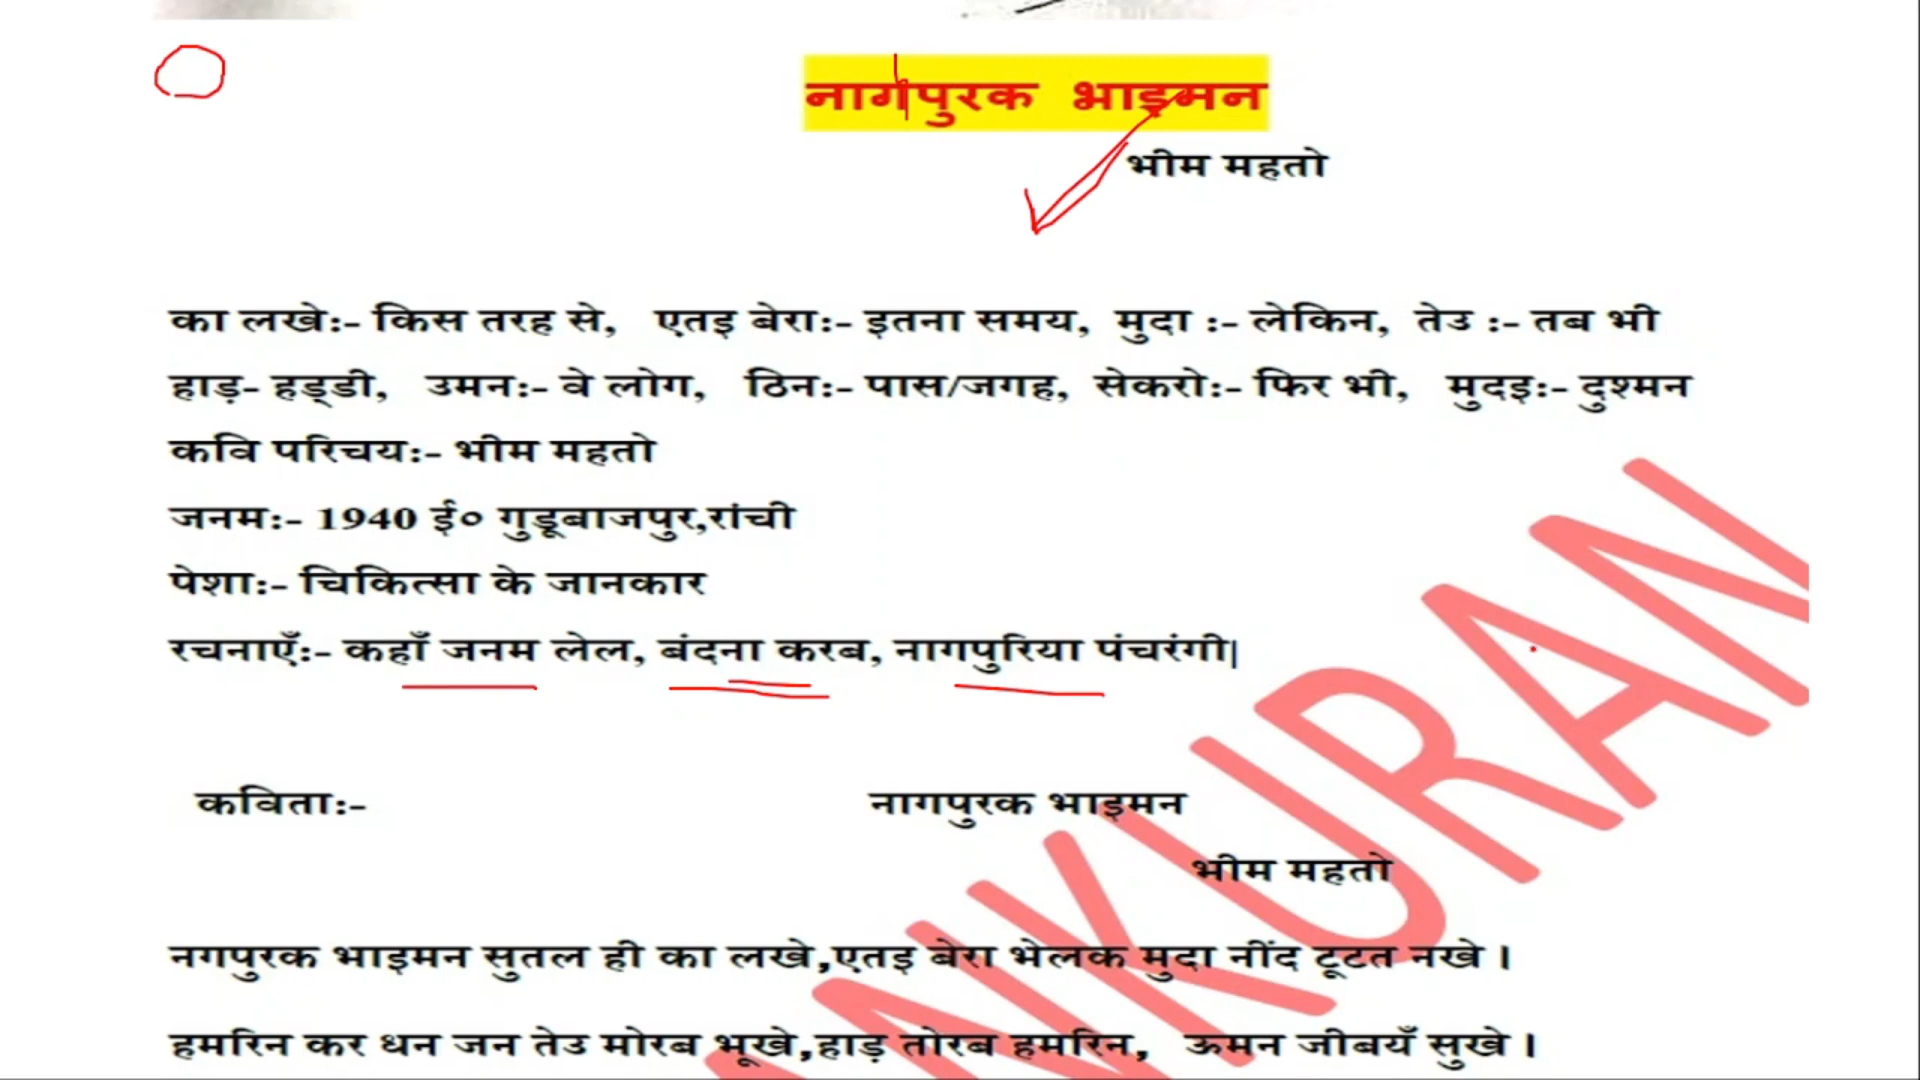 नागपुरक भाइमन
भीम महतो
का लखे:- किस तरह से, एतइ बेरा:- इतना समय, मुदा :- लेकिन, तेउ :- तब भी
हाड़- हड्डी, उमन:- वे लोग, ठिन:- पास/जगह, सेकरो:- फिर भी, मुदइ:- दुश्मन
कवि परिचय:- भीम महतो
जनम:- 1940 ई० गुडूबाजपुर,रांची
पेशा:- चिकित्सा के जानकार
रचनाएँ:- कहाँ जनम लेल, बंदना करब, नागपुरिया पंचरंगी|
कविता:- नागपुरक भाइमन
भीम महतो
नगपुरक भाइमन सुतल ही का लखे,एतइ बेरा भेलक मुदा नींद टूटत नखे ।
हमरिन कर धन जन तेउ मोरब भूखे,हाड़ तोरब हमरिन, ऊमन जीबयँ सुखे ।
NKURAN